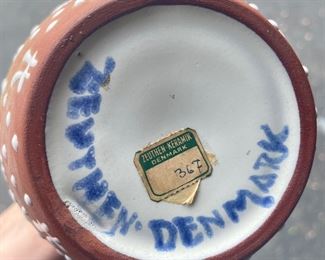 ZEUTHEN · DENMARK
ZEUTHEN-KERAMIK
DENMARK
367